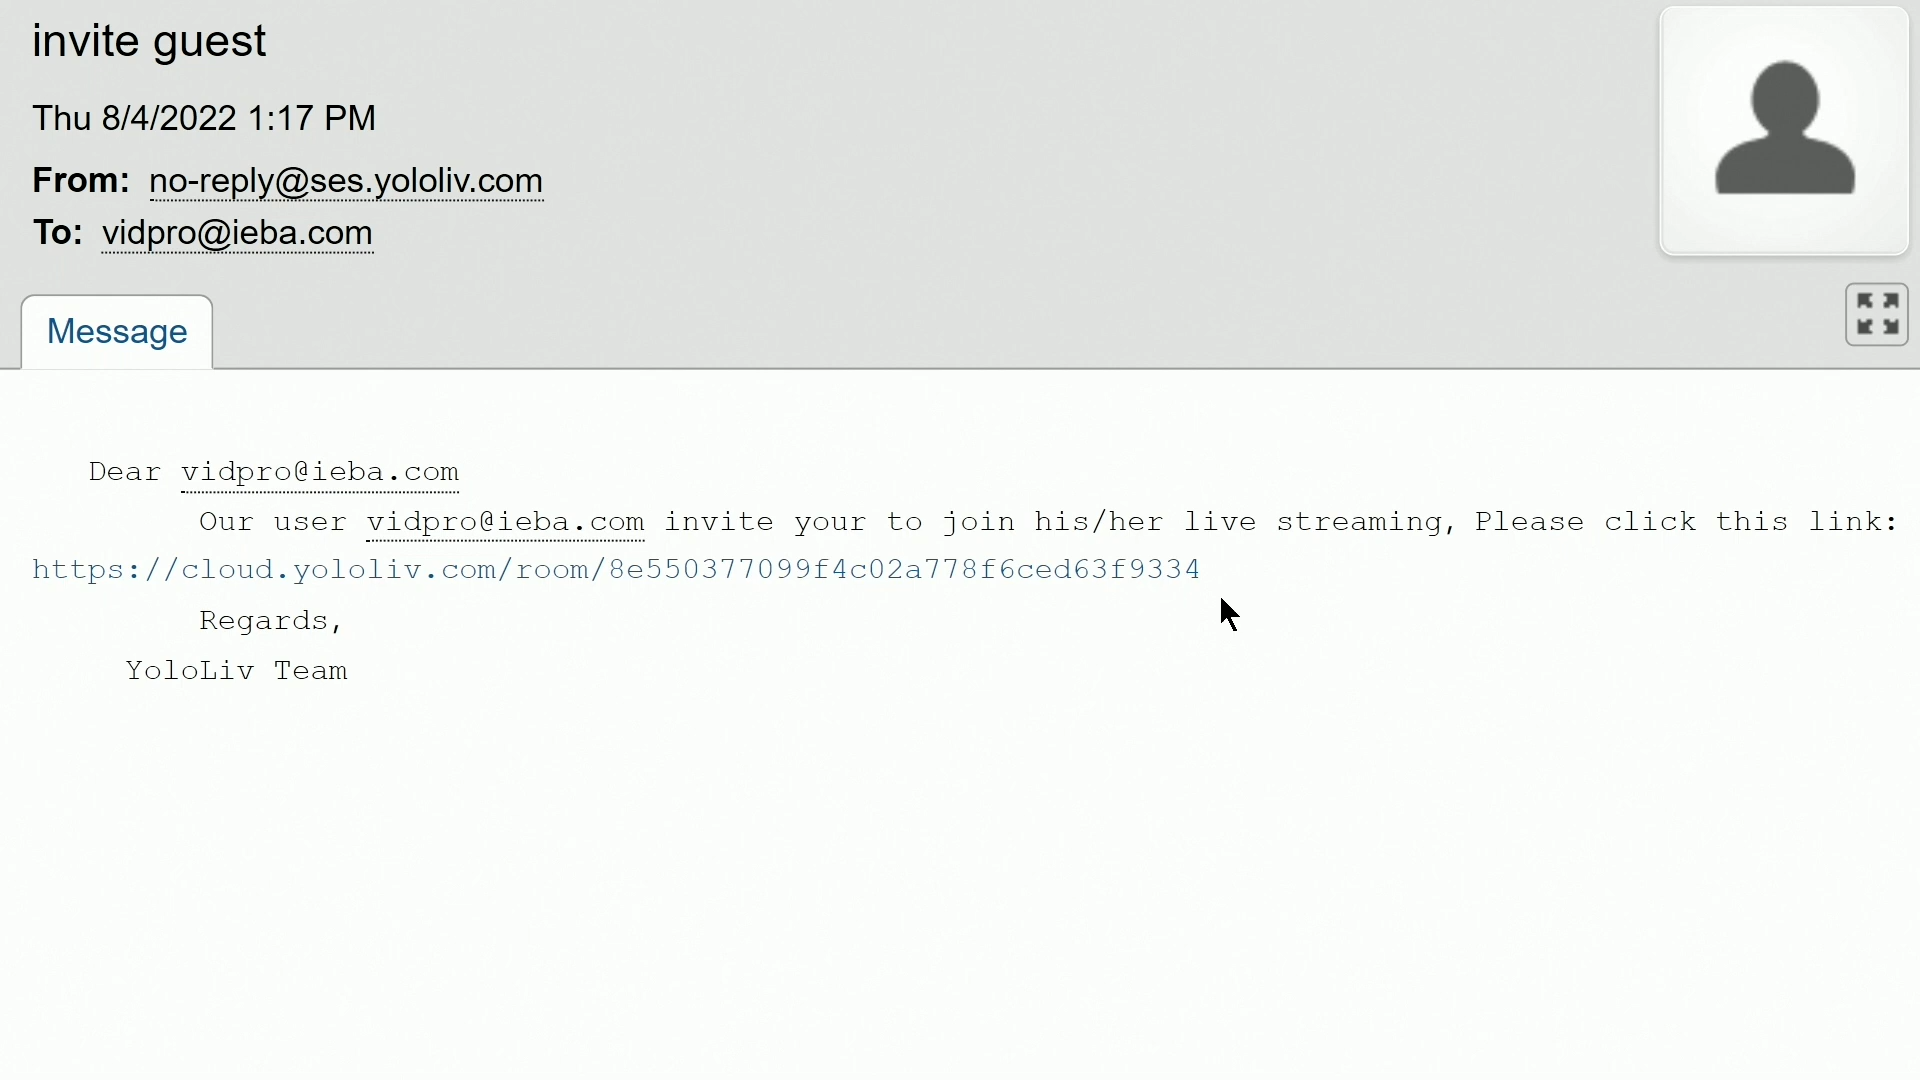 invite guest
Thu 8/4/2022 1:17 PM
From: no-reply@ses.yololiv.com
To: vidpro@ieba.com
Message
Dear vidpro@ieba.com
Our user vidpro@ieba.com invite your to join his/her live streaming, Please click this link:
https://cloud.yololiv.com/room/8e550377099f4c02a778f6ced63f9334
Regards,
YoloLiv Team